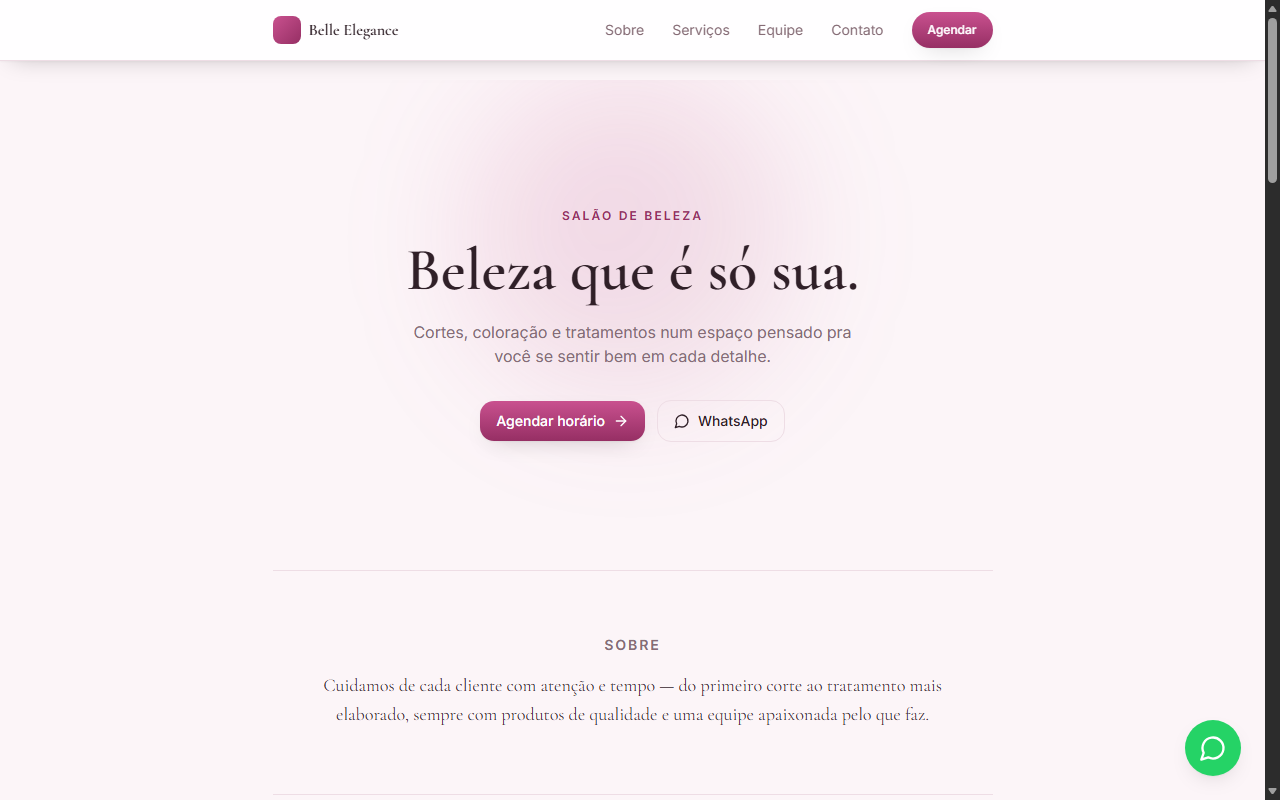 Belle Elegance
Sobre
Serviços
Equipe
Contato
Agendar
SALÃO DE BELEZA
Beleza que é só sua.
Cortes, coloração e tratamentos num espaço pensado pra
você se sentir bem em cada detalhe.
Agendar horário
WhatsApp
SOBRE
Cuidamos de cada cliente com atenção e tempo — do primeiro corte ao tratamento mais
elaborado, sempre com produtos de qualidade e uma equipe apaixonada pelo que faz.